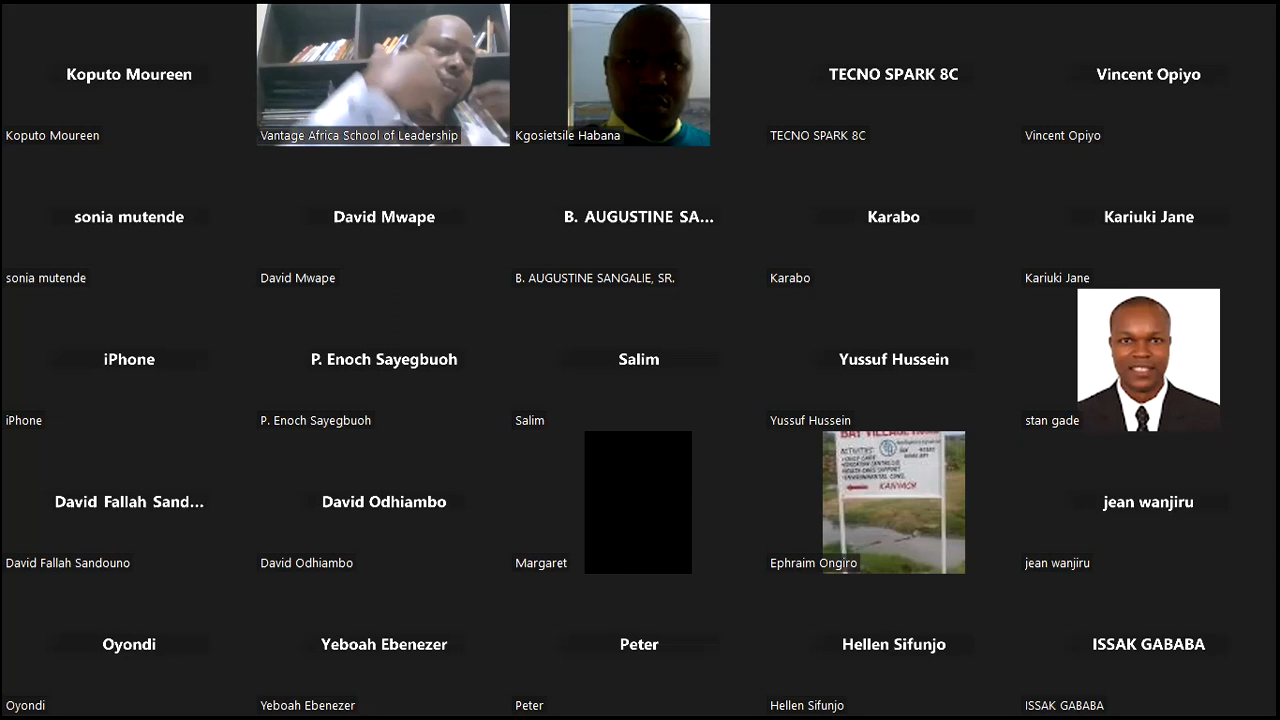 Koputo Moureen
Koputo Moureen
Vantage Africa School of Leadership
Kgosietsile Habana
TECNO SPARK 8C
TECNO SPARK 8C
Vincent Opiyo
Vincent Opiyo
sonia mutende
sonia mutende
David Mwape
David Mwape
B. AUGUSTINE SA...
B. AUGUSTINE SANGALIE, SR.
Karabo
Karabo
Kariuki Jane
Kariuki Jane
iPhone
iPhone
P. Enoch Sayegbuoh
P. Enoch Sayegbuoh
Salim
Salim
Yussuf Hussein
Yussuf Hussein
stan gade
David Fallah Sand...
David Fallah Sandouno
David Odhiambo
David Odhiambo
Margaret
BAY VILLAGE
ACTIVITIES
KANYACH
Ephraim Ongiro
jean wanjiru
jean wanjiru
Oyondi
Oyondi
Yeboah Ebenezer
Yeboah Ebenezer
Peter
Peter
Hellen Sifunjo
Hellen Sifunjo
ISSAK GABABA
ISSAK GABABA